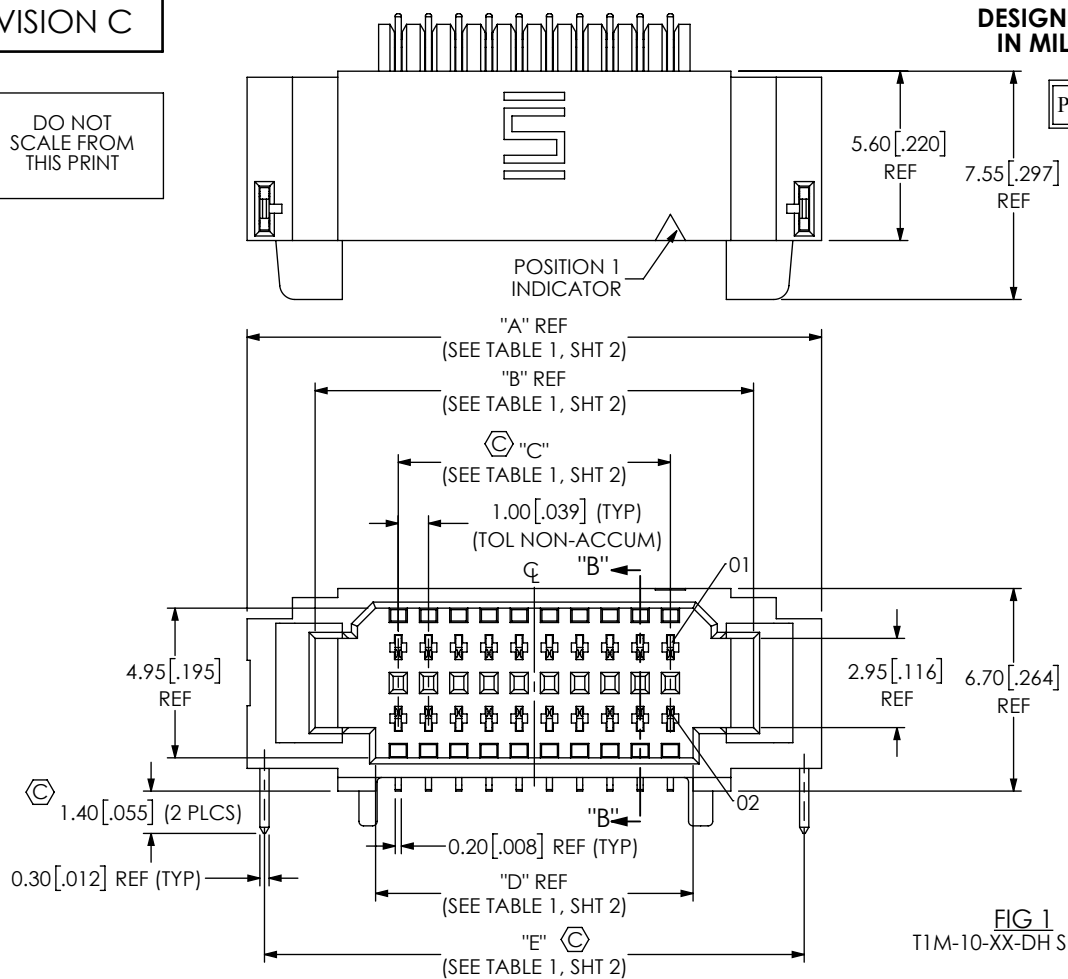 VISION C
DESIGN
IN MIL
DO NOT
SCALE FROM
THIS PRINT
P
5.60[.220]
REF
7.55[.297]
REF
POSITION 1
INDICATOR
"A" REF
(SEE TABLE 1, SHT 2)
"B" REF
(SEE TABLE 1, SHT 2)
C "C"
(SEE TABLE 1, SHT 2)
1.00[.039] (TYP)
(TOL NON-ACCUM)
℄ "B"
01
4.95[.195]
REF
2.95[.116]
REF
6.70[.264]
REF
C
1.40[.055] (2 PLCS)
"B"
02
0.20[.008] REF (TYP)
0.30[.012] REF (TYP)
"D" REF
(SEE TABLE 1, SHT 2)
"E" C
(SEE TABLE 1, SHT 2)
FIG 1
T1M-10-XX-DH S